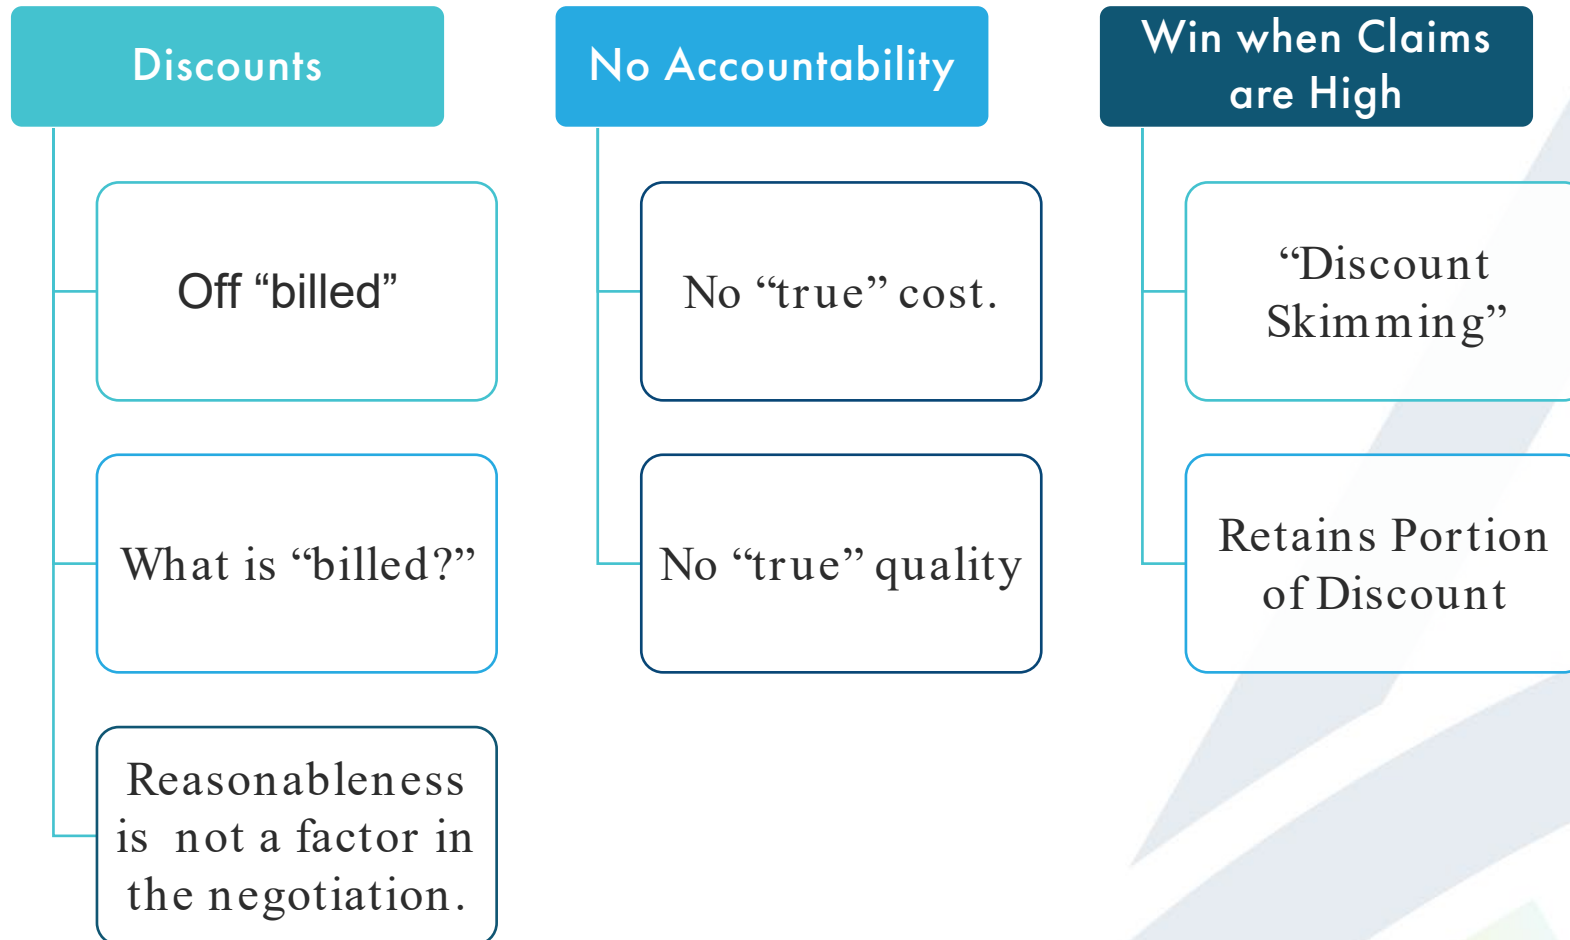 Discounts
Off “billed”
What is “billed?”
Reasonableness
is not a factor in
the negotiation.
No Accountability
No “true” cost.
No “true” quality
Win when Claims
are High
“Discount
Skimming”
Retains Portion
of Discount